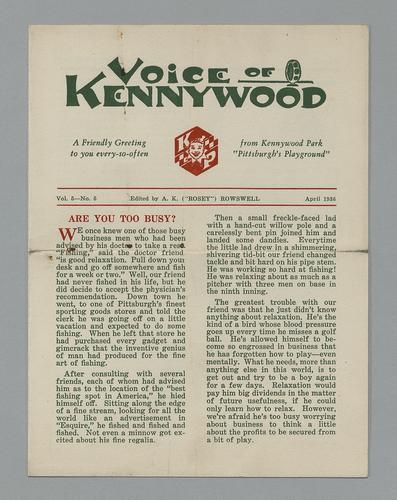 VOICE OF
KENNYWOOD
A Friendly Greeting
to you every-so-often
K
P
from Kennywood Park
"Pittsburgh's Playground"
Vol. 5—No. 6 Edited by A. K. ("ROSEY") ROWSWELL April 1936
ARE YOU TOO BUSY?
WE once knew one of those busy
business men who had been
advised by his doctor to take a rest.
"Fishing," said the doctor friend
"is good relaxation. Pull down your
desk and go off somewhere and fish
for a week or two." Well, our friend
had never fished in his life, but he
did decide to accept the physician's
recommendation. Down town he
went, to one of Pittsburgh's finest
sporting goods stores and told the
clerk he was going off on a little
vacation and expected to do some
fishing. When he left that store he
had purchased every gadget and
gimcrack that the inventive genius
of man had produced for the fine
art of fishing.
After consulting with several
friends, each of whom had advised
him as to the location of the "best
fishing spot in America," he hied
himself off. Sitting along the edge
of a fine stream, looking for all the
world like an advertisement in
"Esquire," he fished and fished and
fished. Not even a minnow got ex-
cited about his fine regalia.
Then a small freckle-faced lad
with a hand-cut willow pole and a
carelessly bent pin joined him and
landed some dandies. Everytime
the little lad drew in a shimmering,
shivering tid-bit our friend changed
tackle and bit hard on his pipe stem.
He was working so hard at fishing!
He was relaxing about as much as a
pitcher with three men on base in
the ninth inning.
The greatest trouble with our
friend was that he just didn't know
anything about relaxation. He's the
kind of a bird whose blood pressure
goes up every time he misses a golf
ball. He's allowed himself to be-
come so engrossed in business that
he has forgotten how to play—even
mentally. What he needs, more than
anything else in this world, is to
get out and try to be a boy again
for a few days. Relaxation would
pay him big dividends in the matter
of future usefulness, if he could
only learn how to relax. However,
we're afraid he's too busy worrying
about business to think a little
about the profits to be secured from
a bit of play.